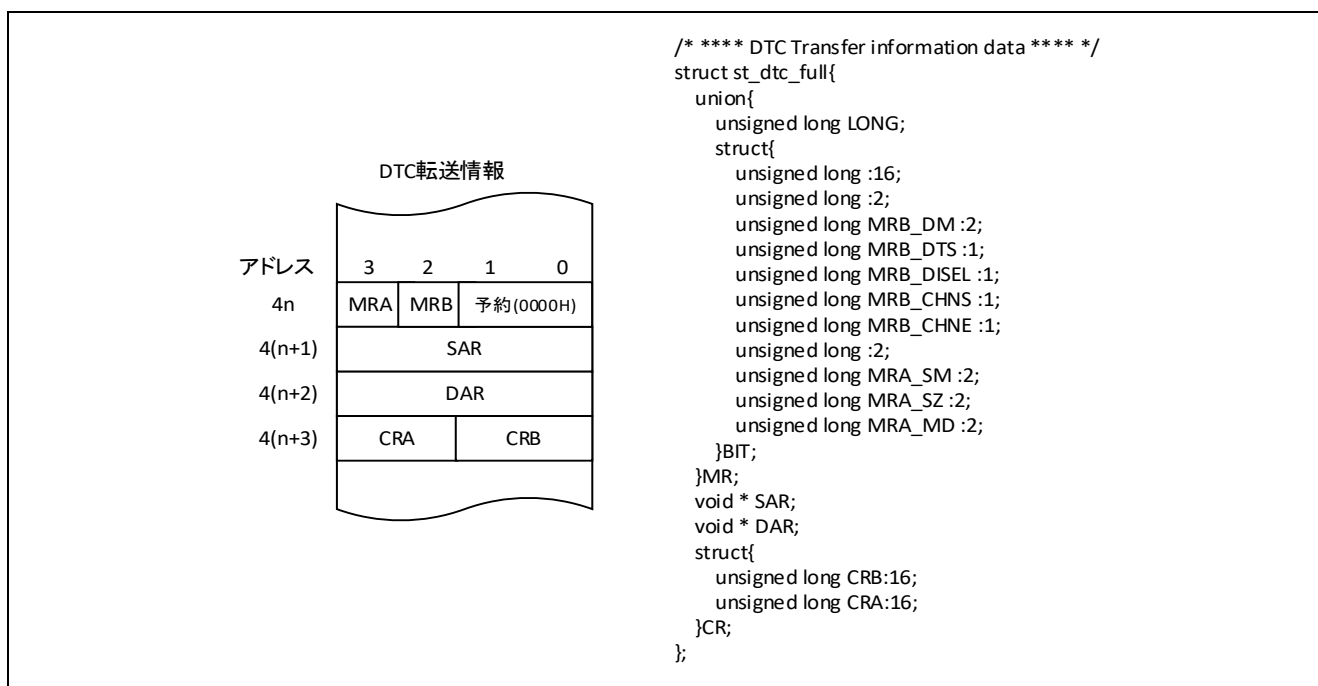 DTC転送情報
アドレス 3 2 1 0
4n MRA MRB 予約(0000H)
4(n+1) SAR
4(n+2) DAR
4(n+3) CRA CRB
/* **** DTC Transfer information data **** */
struct st_dtc_full{
union{
unsigned long LONG;
struct{
unsigned long :16;
unsigned long :2;
unsigned long MRB_DM :2;
unsigned long MRB_DTS :1;
unsigned long MRB_DISEL :1;
unsigned long MRB_CHNS :1;
unsigned long MRB_CHNE :1;
unsigned long :2;
unsigned long MRA_SM :2;
unsigned long MRA_SZ :2;
unsigned long MRA_MD :2;
}BIT;
}MR;
void * SAR;
void * DAR;
struct{
unsigned long CRB:16;
unsigned long CRA:16;
}CR;
};